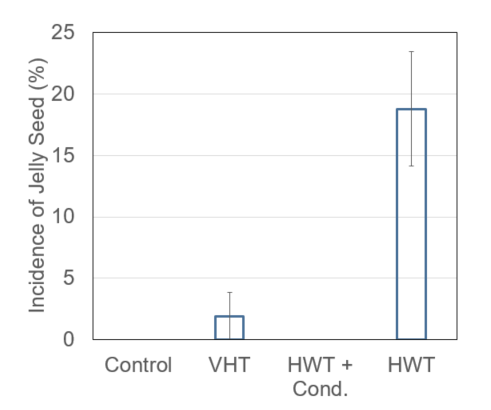 Incidence of Jelly Seed (%)
25
20
15
10
5
0
Control
VHT
HWT +
Cond.
HWT